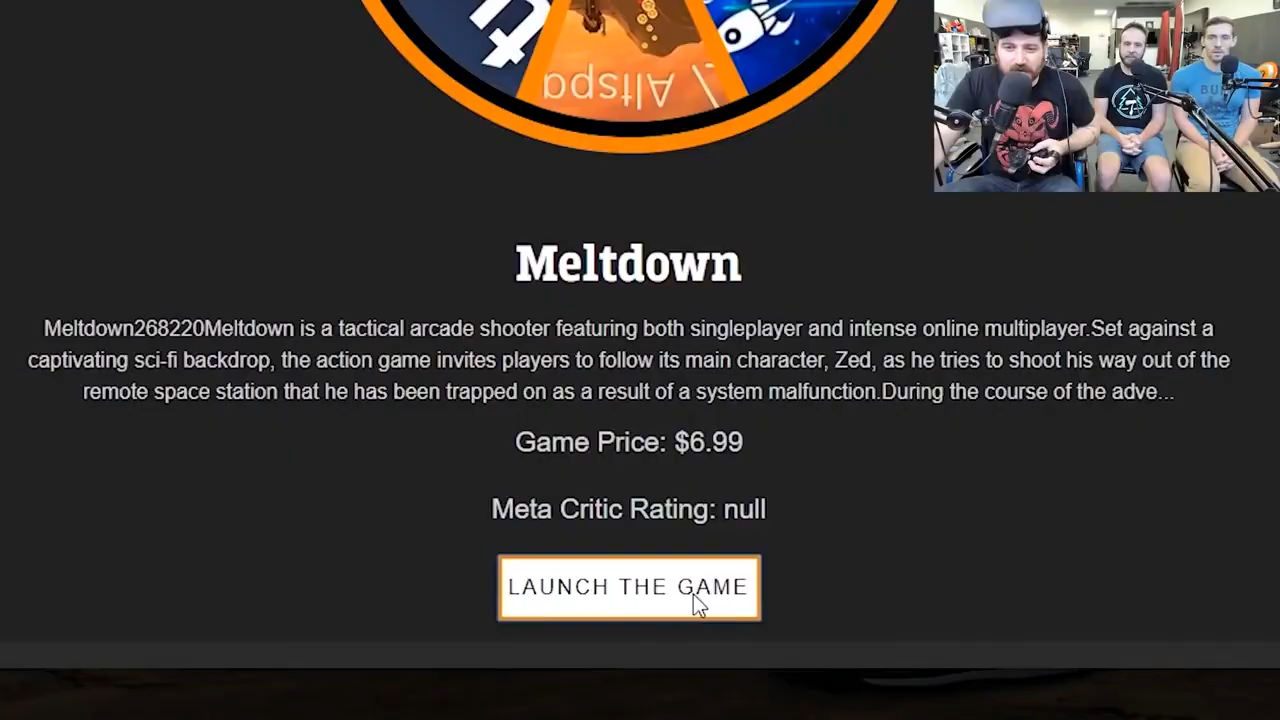 t
Altspa
Meltdown
Meltdown268220Meltdown is a tactical arcade shooter featuring both singleplayer and intense online multiplayer.Set against a
captivating sci-fi backdrop, the action game invites players to follow its main character, Zed, as he tries to shoot his way out of the
remote space station that he has been trapped on as a result of a system malfunction.During the course of the adve...
Game Price: $6.99
Meta Critic Rating: null
LAUNCH THE GAME